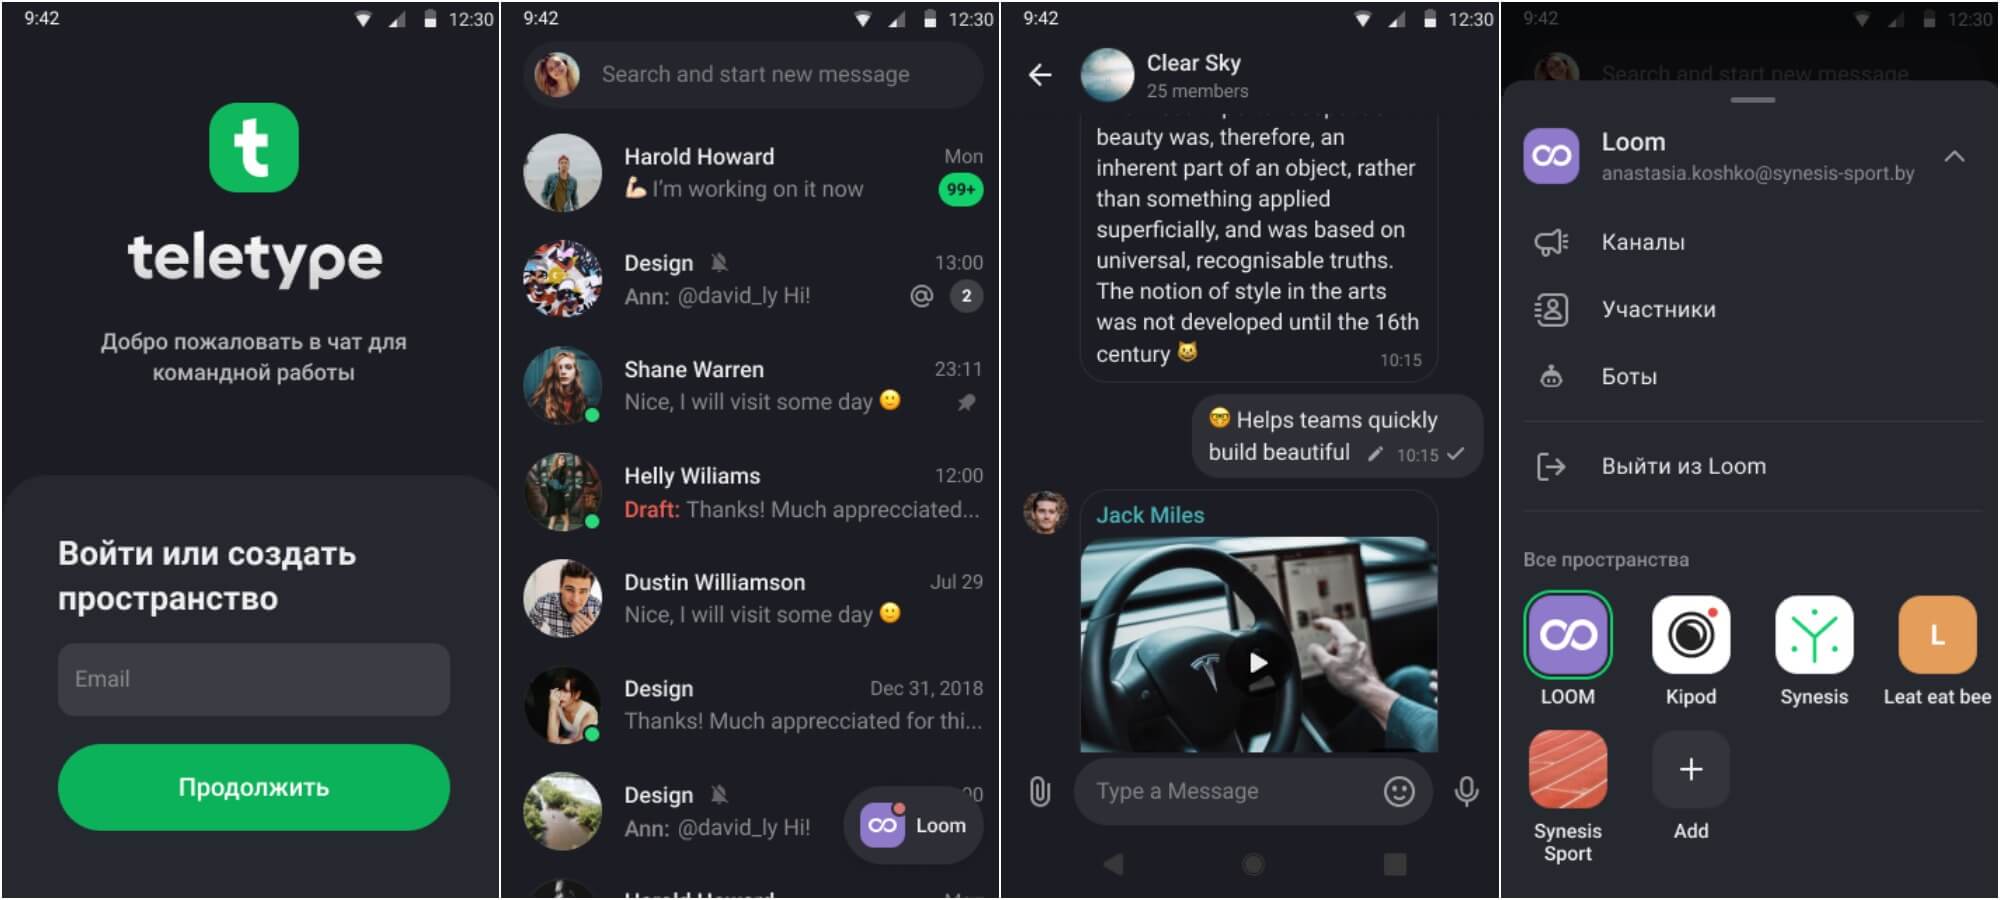 9:42
12:30
t
teletype
Добро пожаловать в чат для
командной работы
Войти или создать
пространство
Email
Продолжить
9:42
12:30
Search and start new message
Harold Howard
Mon
💪🏻 I’m working on it now
99+
Design
13:00
Ann: @david_ly Hi!
@
2
Shane Warren
23:11
Nice, I will visit some day 🙂
Helly Wiliams
12:00
Draft: Thanks! Much apprecciated...
Dustin Williamson
Jul 29
Nice, I will visit some day 🙂
Design
Dec 31, 2018
Thanks! Much apprecciated for thi...
Design
Ann: @david_ly Hi!
Loom
9:42
12:30
Clear Sky
25 members
beauty was, therefore, an
inherent part of an object, rather
than something applied
superficially, and was based on
universal, recognisable truths.
The notion of style in the arts
was not developed until the 16th
century 😺
10:15
🤓 Helps teams quickly
build beautiful
10:15
Jack Miles
Type a Message
9:42
12:30
Search and start new message
Loom
anastasia.koshko@synesis-sport.by
Каналы
Участники
Боты
Выйти из Loom
Все пространства
LOOM
Kipod
Synesis
L
Leat eat bee
Synesis
Sport
Add